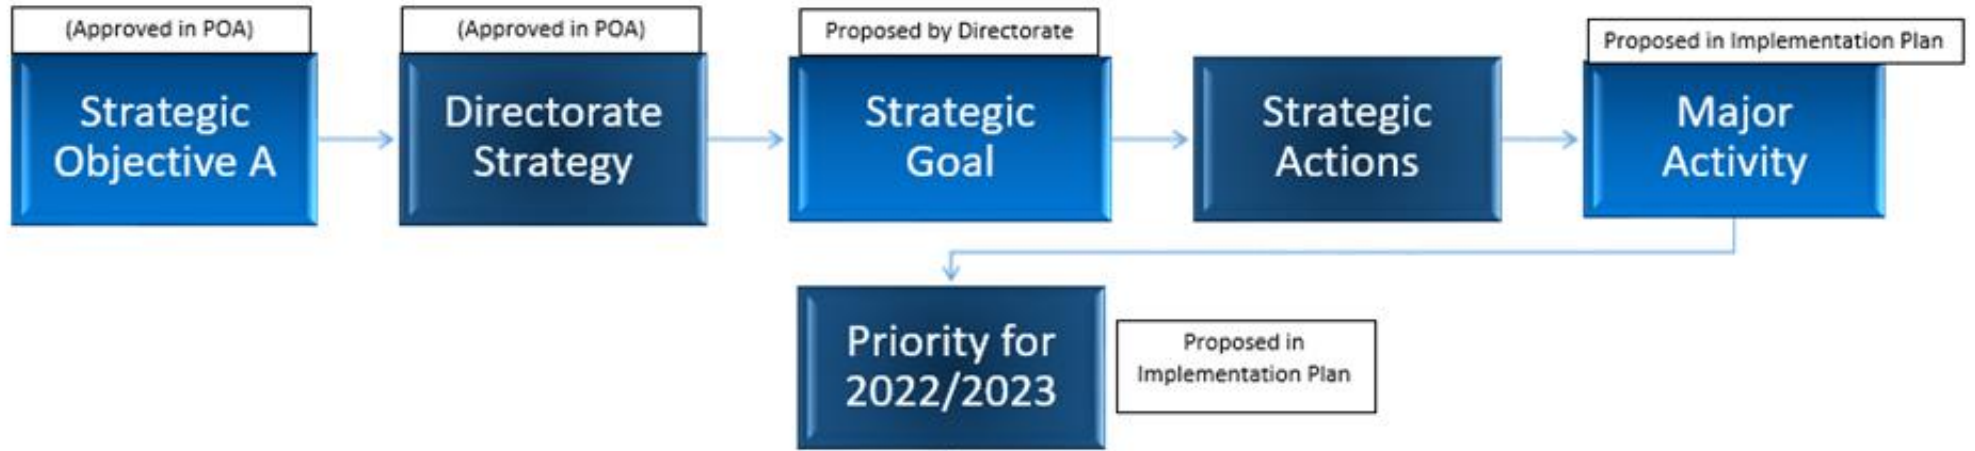 (Approved in POA)
Strategic
Objective A
(Approved in POA)
Directorate
Strategy
Proposed by Directorate
Strategic
Goal
Strategic
Actions
Proposed in Implementation Plan
Major
Activity
Priority for
2022/2023
Proposed in
Implementation Plan